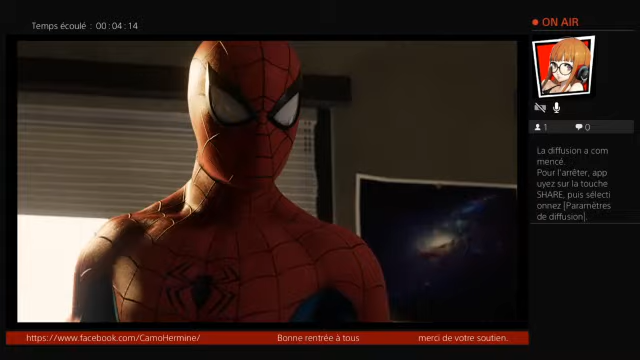 Temps écoulé : 00:04:14
ON AIR
1 0
La diffusion a com
mencé.
Pour l'arrêter, app
uyez sur la touche
SHARE, puis sélecti
onnez [Paramètres
de diffusion].
https://www.facebook.com/CamoHermine/ Bonne rentrée à tous merci de votre soutien.